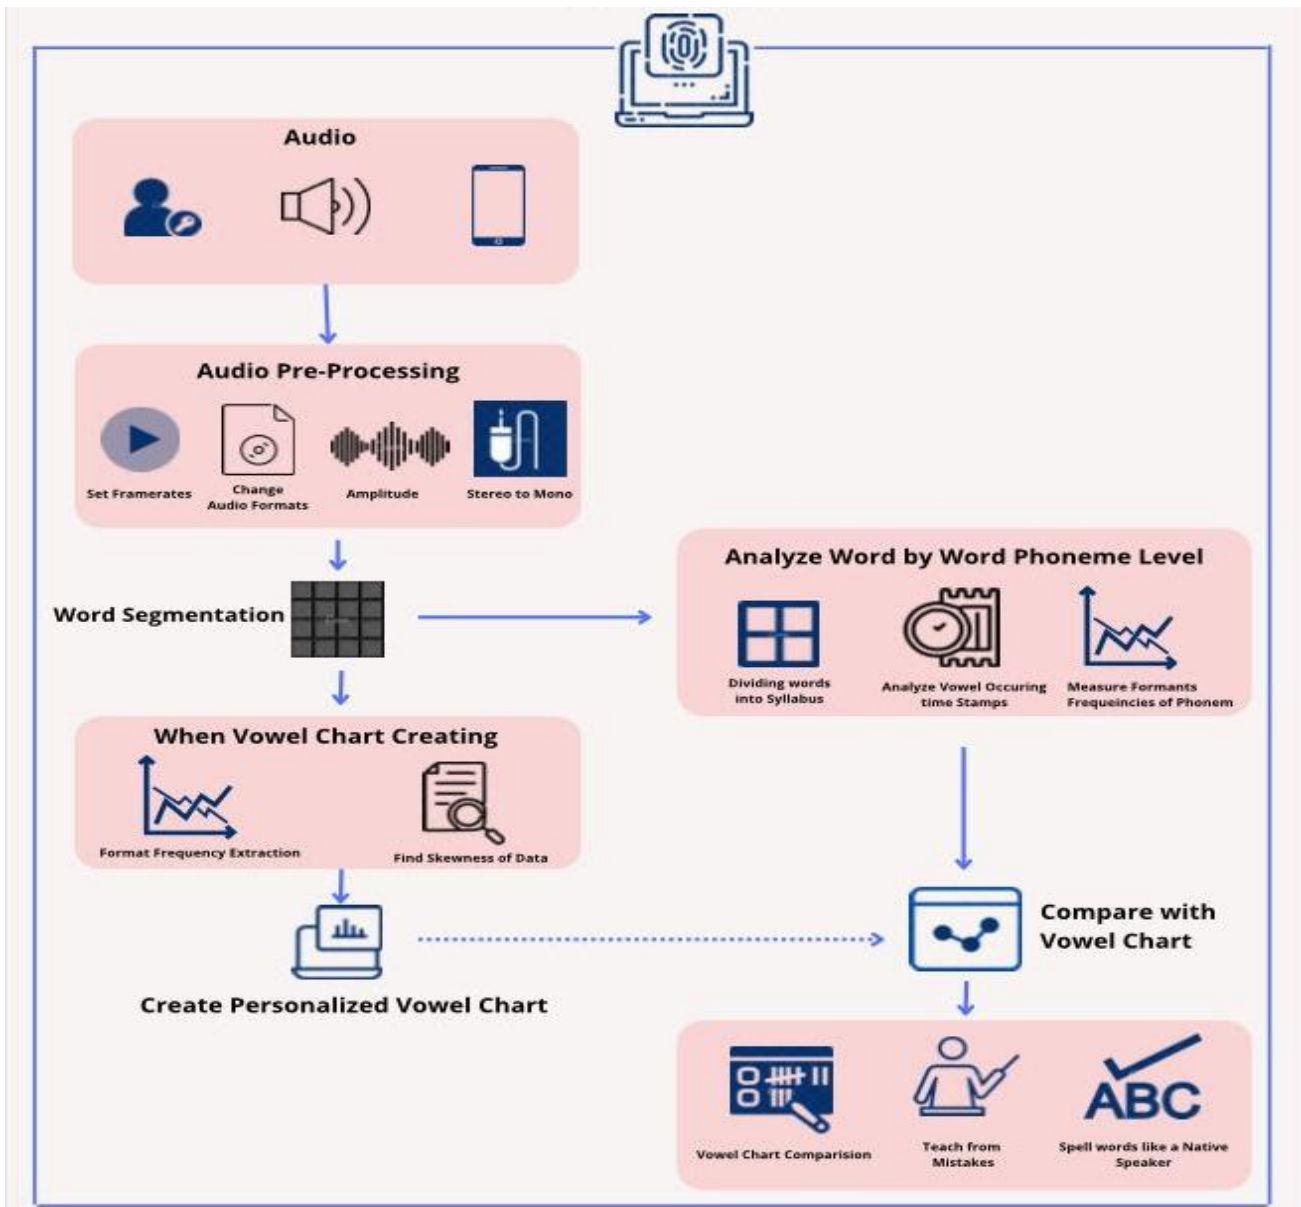 Audio
Audio Pre-Processing
Set Framerates
Change
Audio Formats
Amplitude
Stereo to Mono
Word Segmentation
Analyze Word by Word Phoneme Level
Dividing words
into Syllabus
Analyze Vowel Occuring
time Stamps
Measure Formants
Frequeincies of Phonem
When Vowel Chart Creating
Format Frequency Extraction
Find Skewness of Data
Create Personalized Vowel Chart
Compare with
Vowel Chart
Vowel Chart Comparision
Teach from
Mistakes
ABC
Spell words like a Native
Speaker